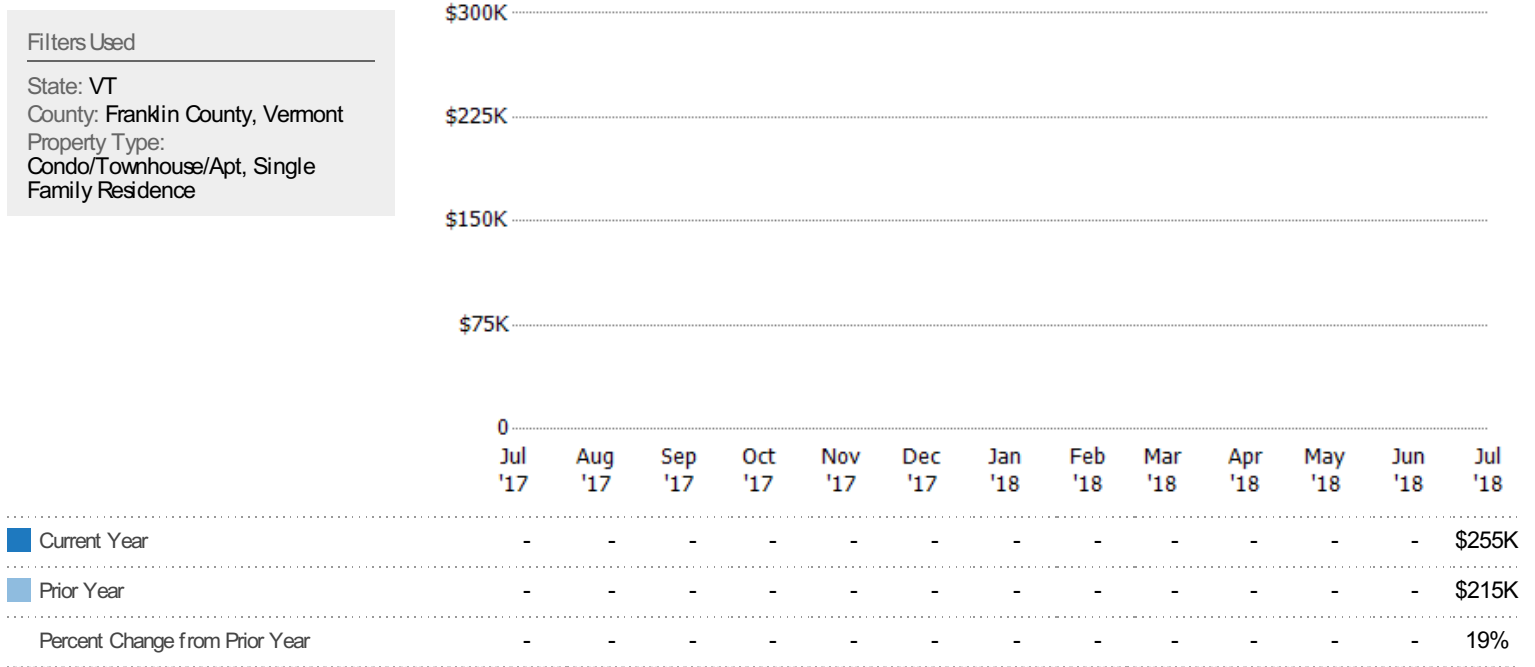 Filters Used
State: VT
County: Franklin County, Vermont
Property Type:
Condo/Townhouse/Apt, Single
Family Residence
$300K
$225K
$150K
$75K
0
Jul Aug Sep Oct Nov Dec Jan Feb Mar Apr May Jun Jul
'17 '17 '17 '17 '17 '17 '18 '18 '18 '18 '18 '18 '18
Current Year - - - - - - - - - - - - $255K
Prior Year - - - - - - - - - - - - $215K
Percent Change from Prior Year - - - - - - - - - - - - 19%